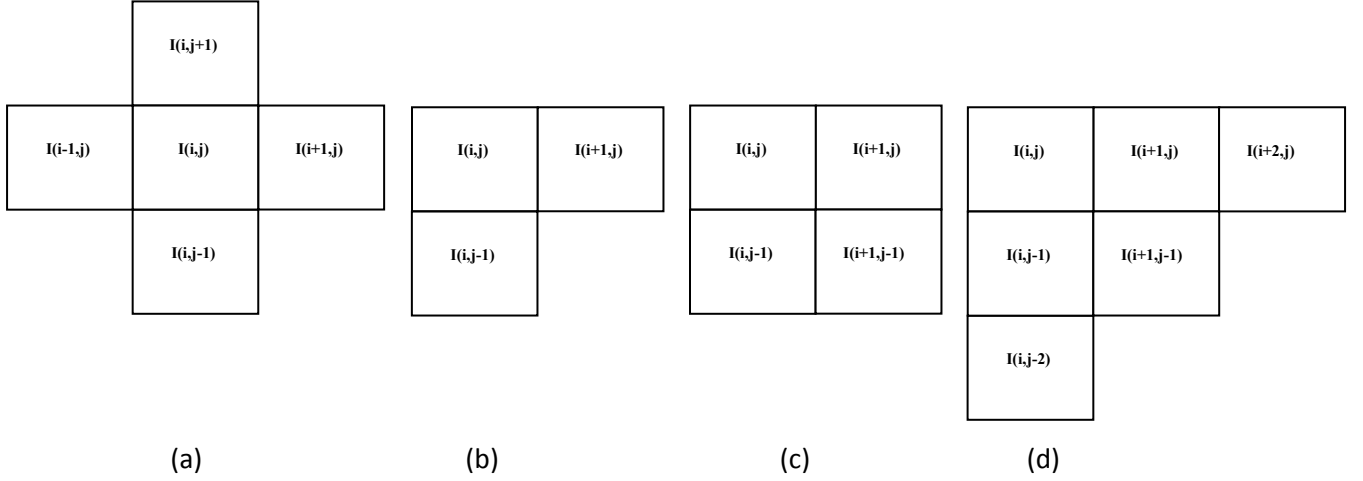 I(i,j+1)
I(i-1,j) I(i,j) I(i+1,j)
I(i,j-1)
(a)
I(i,j) I(i+1,j)
I(i,j-1)
(b)
I(i,j) I(i+1,j)
I(i,j-1) I(i+1,j-1)
(c)
I(i,j) I(i+1,j) I(i+2,j)
I(i,j-1) I(i+1,j-1)
I(i,j-2)
(d)